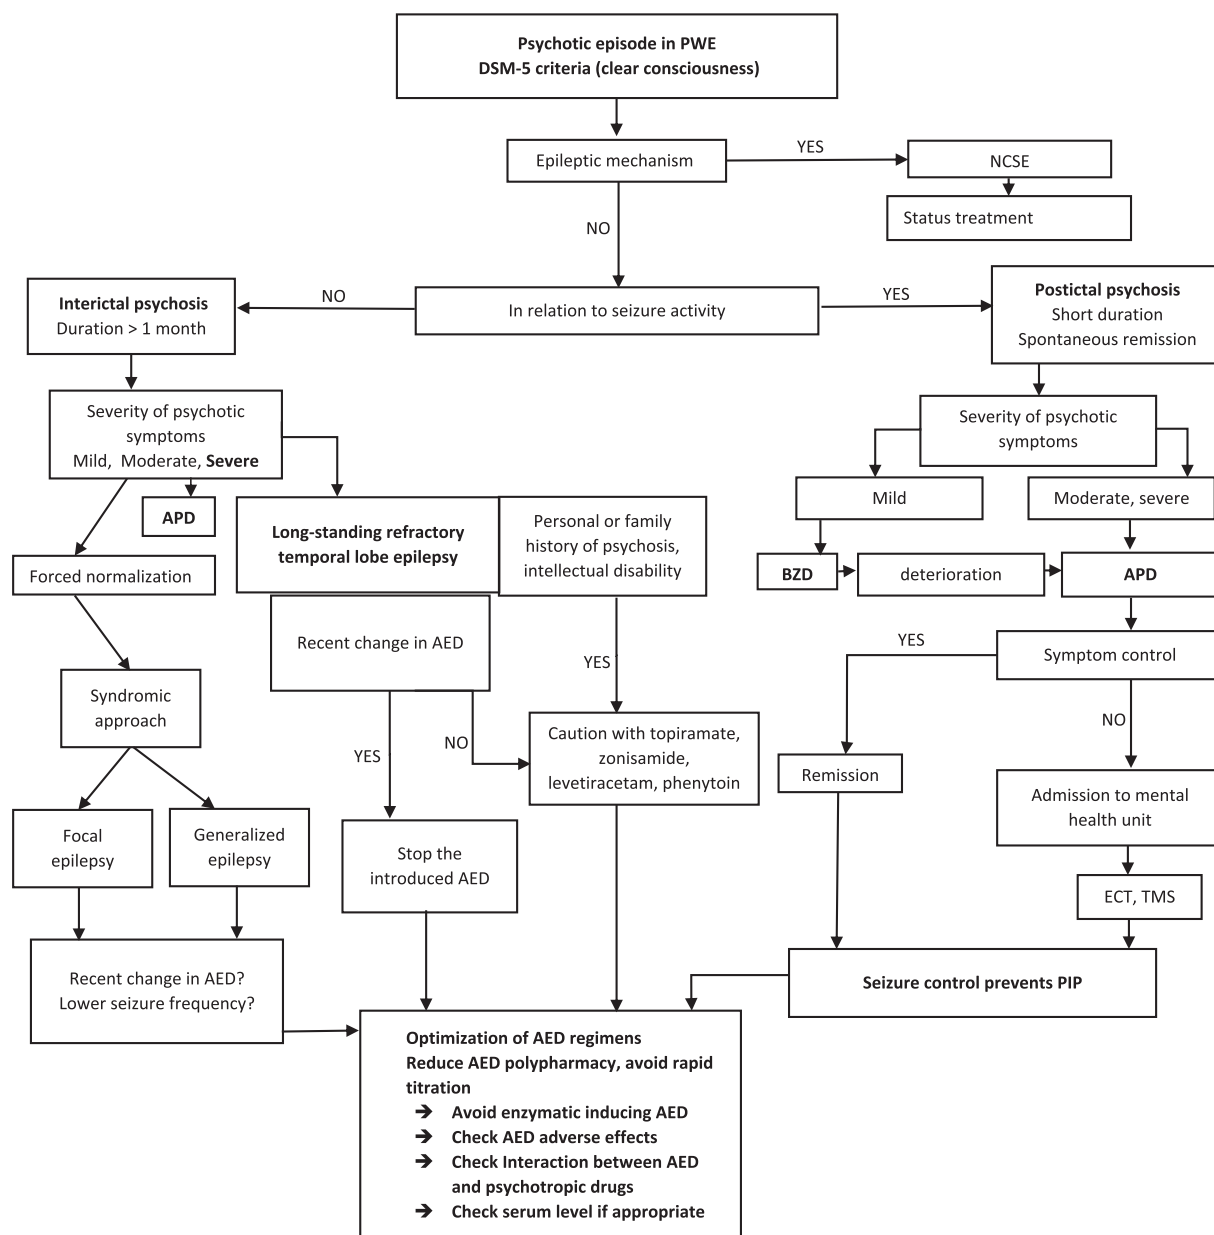 Psychotic episode in PWE
DSM-5 criteria (clear consciousness)
Epileptic mechanism
YES
NCSE
Status treatment
NO
Interictal psychosis
Duration > 1 month
NO
In relation to seizure activity
YES
Postictal psychosis
Short duration
Spontaneous remission
Severity of psychotic
symptoms
Mild, Moderate, Severe
APD
Long-standing refractory
temporal lobe epilepsy
Personal or family
history of psychosis,
intellectual disability
Severity of psychotic
symptoms
Mild
Moderate, severe
BZD
deterioration
APD
Forced normalization
Recent change in AED
YES
YES
Symptom control
Syndromic
approach
YES
NO
Caution with topiramate,
zonisamide,
levetiracetam, phenytoin
NO
Remission
Admission to mental
health unit
Focal
epilepsy
Generalized
epilepsy
Stop the
introduced AED
ECT, TMS
Recent change in AED?
Lower seizure frequency?
Seizure control prevents PIP
Optimization of AED regimens
Reduce AED polypharmacy, avoid rapid
titration
➔ Avoid enzymatic inducing AED
➔ Check AED adverse effects
➔ Check Interaction between AED
and psychotropic drugs
➔ Check serum level if appropriate